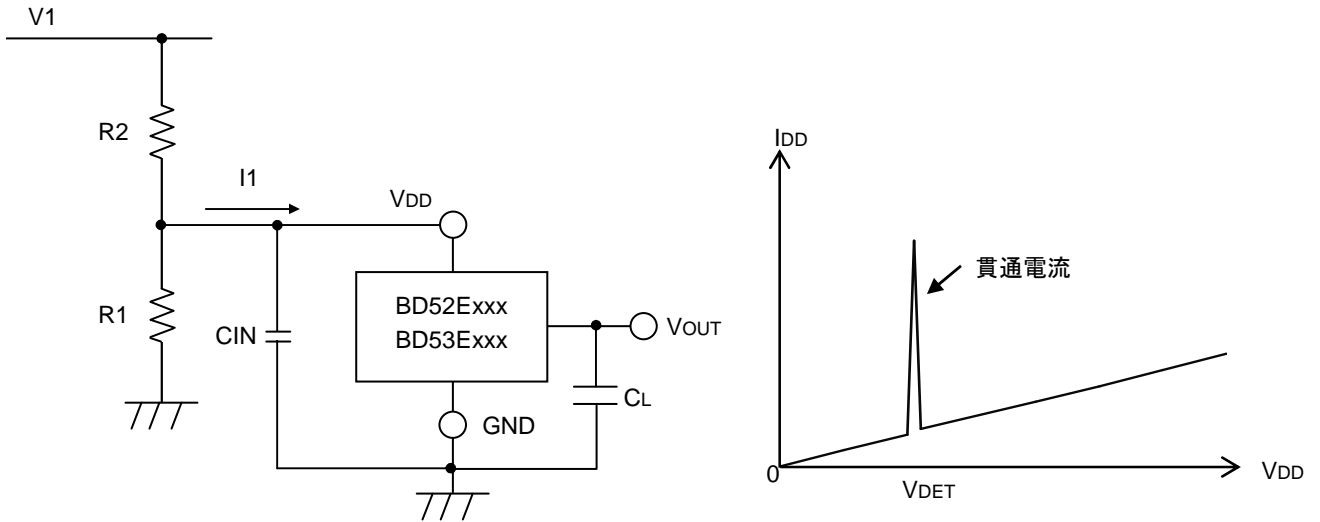 V1
R2
I1
VDD
R1
CIN
BD52Exxx
BD53Exxx
VOUT
CL
GND
IDD
貫通電流
0
VDET
VDD